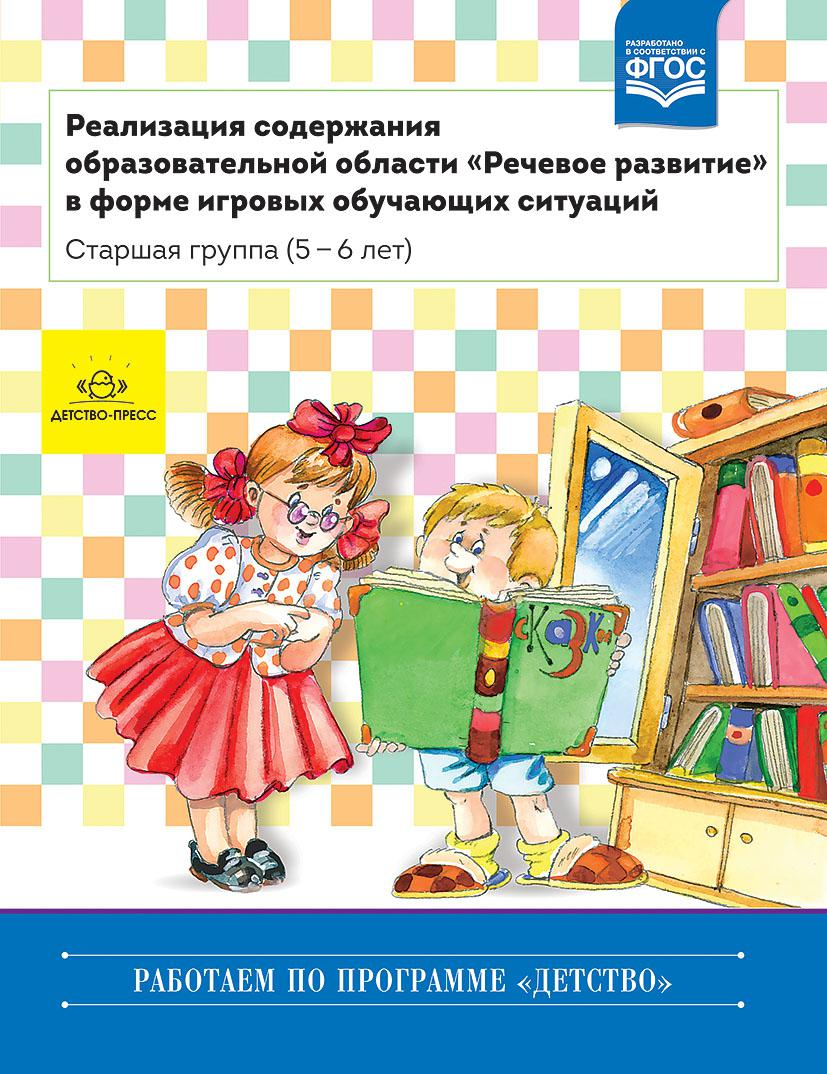 РАЗРАБОТАНО
В СООТВЕТСТВИИ С
ФГОС
Реализация содержания
образовательной области «Речевое развитие»
в форме игровых обучающих ситуаций
Старшая группа (5 – 6 лет)
ДЕТСТВО-ПРЕСС
Сказки
РАБОТАЕМ ПО ПРОГРАММЕ «ДЕТСТВО»